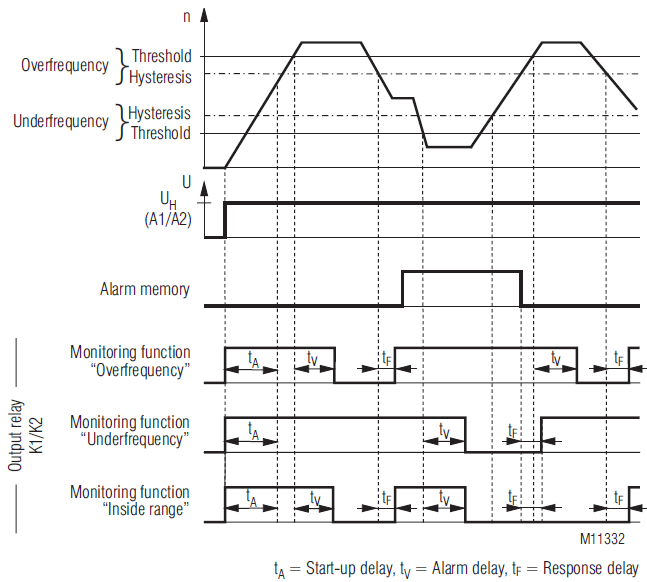 n
Overfrequency } Threshold
Hysteresis
Underfrequency } Hysteresis
Threshold
U
UH
(A1/A2)
Alarm memory
Output relay
K1/K2
Monitoring function
“Overfrequency”
tA tV tF tV tF
Monitoring function
“Underfrequency”
tA tV tF
Monitoring function
“Inside range”
tA tV tF tV tF tF
M11332
tA = Start-up delay, tV = Alarm delay, tF = Response delay